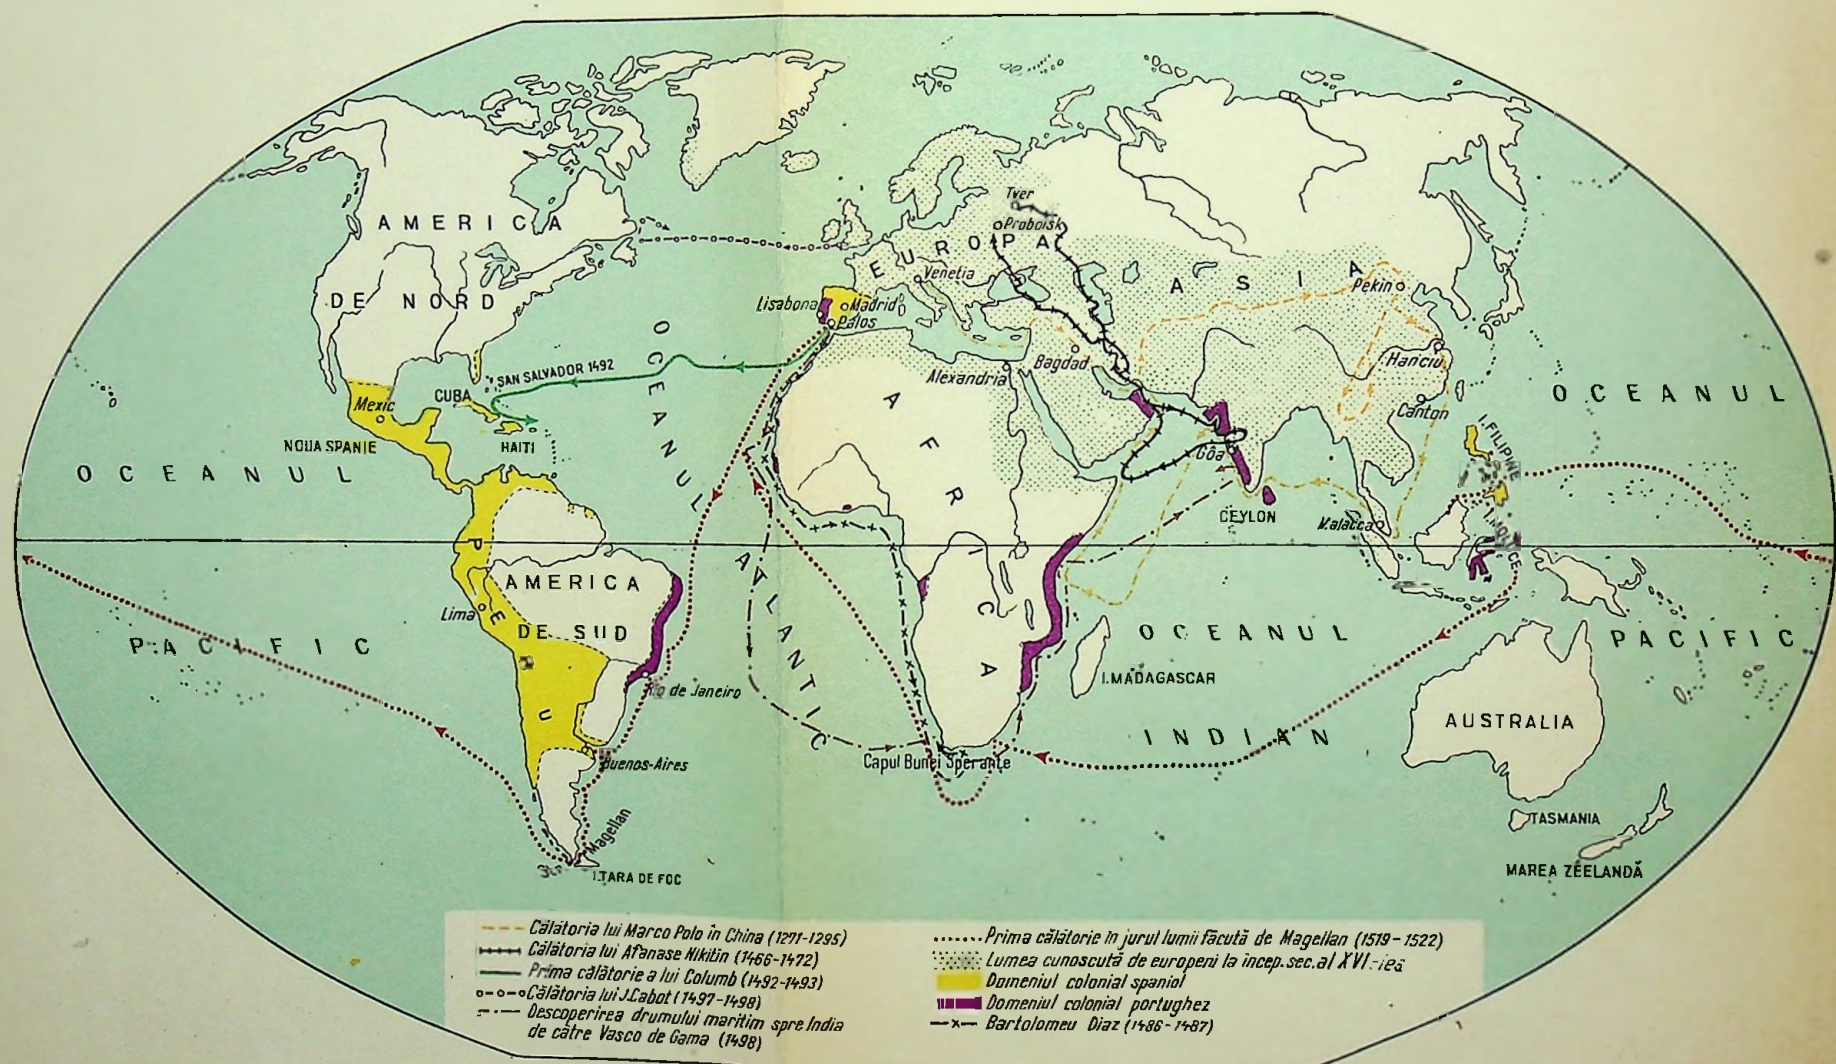 AMERICA
DE NORD
OCEANUL
PACIFIC
NOUA SPANIE
Mexic
CUBA
SAN SALVADOR 1492
HAITI
AMERICA
DE SUD
PERU
Lima
Rio de Janeiro
Buenos-Aires
Magellan
I.TARA DE FOC
OCEANUL
ATLANTIC
EUROPA
Tver
Proboisk
Venetia
Lisabona
Madrid
Palos
Alexandria
Bagdad
AFRICA
Capul Bunei Speranțe
I.MADAGASCAR
ASIA
Pekin
Hanciu
Canton
Gôa
CEYLON
Malacca
I.FILIPINE
OCEANUL
INDIAN
OCEANUL
PACIFIC
AUSTRALIA
TASMANIA
MAREA ZEELANDĂ
Călătoria lui Marco Polo în China (1271-1295)
Călătoria lui Afanase Nikitin (1466-1472)
Prima călătorie a lui Columb (1492-1493)
Călătoria lui J.Cabot (1497-1498)
Descoperirea drumului maritim spre India
de către Vasco de Gama (1498)
Prima călătorie în jurul lumii făcută de Magellan (1519-1522)
Lumea cunoscută de europeni la încep. sec. al XVI-lea
Domeniul colonial spaniol
Domeniul colonial portughez
Bartolomeu Diaz (1486-1487)